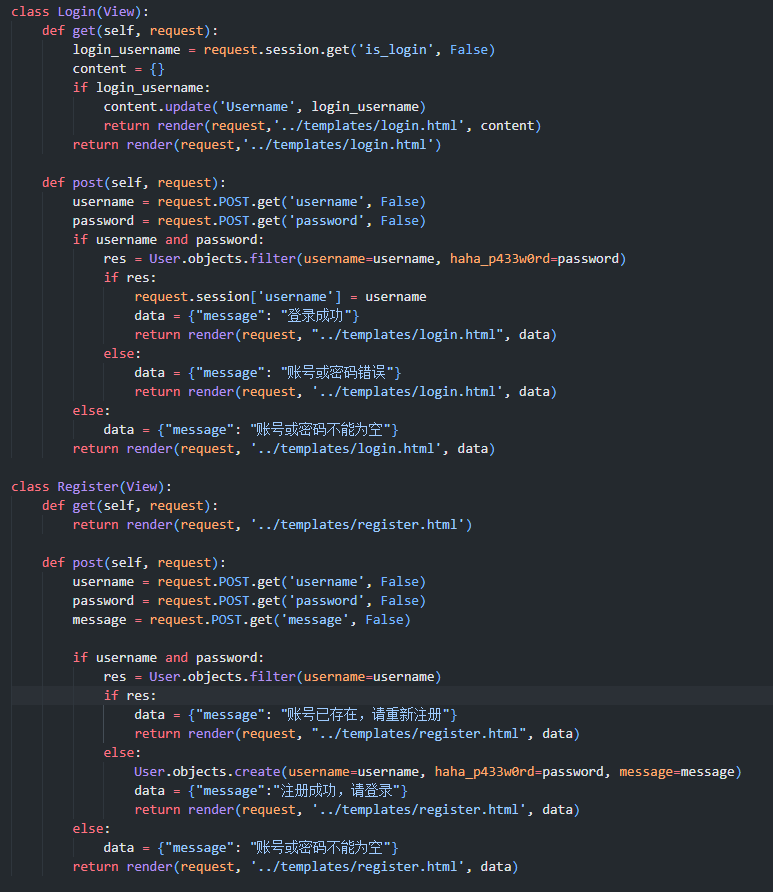 class Login(View):
    def get(self, request):
        login_username = request.session.get('is_login', False)
        content = {}
        if login_username:
            content.update('Username', login_username)
            return render(request,'../templates/login.html', content)
        return render(request,'../templates/login.html')

    def post(self, request):
        username = request.POST.get('username', False)
        password = request.POST.get('password', False)
        if username and password:
            res = User.objects.filter(username=username, haha_p433w0rd=password)
            if res:
                request.session['username'] = username
                data = {"message": "登录成功"}
                return render(request, "../templates/login.html", data)
            else:
                data = {"message": "账号或密码错误"}
                return render(request, '../templates/login.html', data)
        else:
            data = {"message": "账号或密码不能为空"}
        return render(request, '../templates/login.html', data)

class Register(View):
    def get(self, request):
        return render(request, '../templates/register.html')

    def post(self, request):
        username = request.POST.get('username', False)
        password = request.POST.get('password', False)
        message = request.POST.get('message', False)

        if username and password:
            res = User.objects.filter(username=username)
            if res:
                data = {"message": "账号已存在，请重新注册"}
                return render(request, "../templates/register.html", data)
            else:
                User.objects.create(username=username, haha_p433w0rd=password, message=message)
                data = {"message":"注册成功，请登录"}
                return render(request, '../templates/register.html', data)
        else:
            data = {"message": "账号或密码不能为空"}
        return render(request, '../templates/register.html', data)